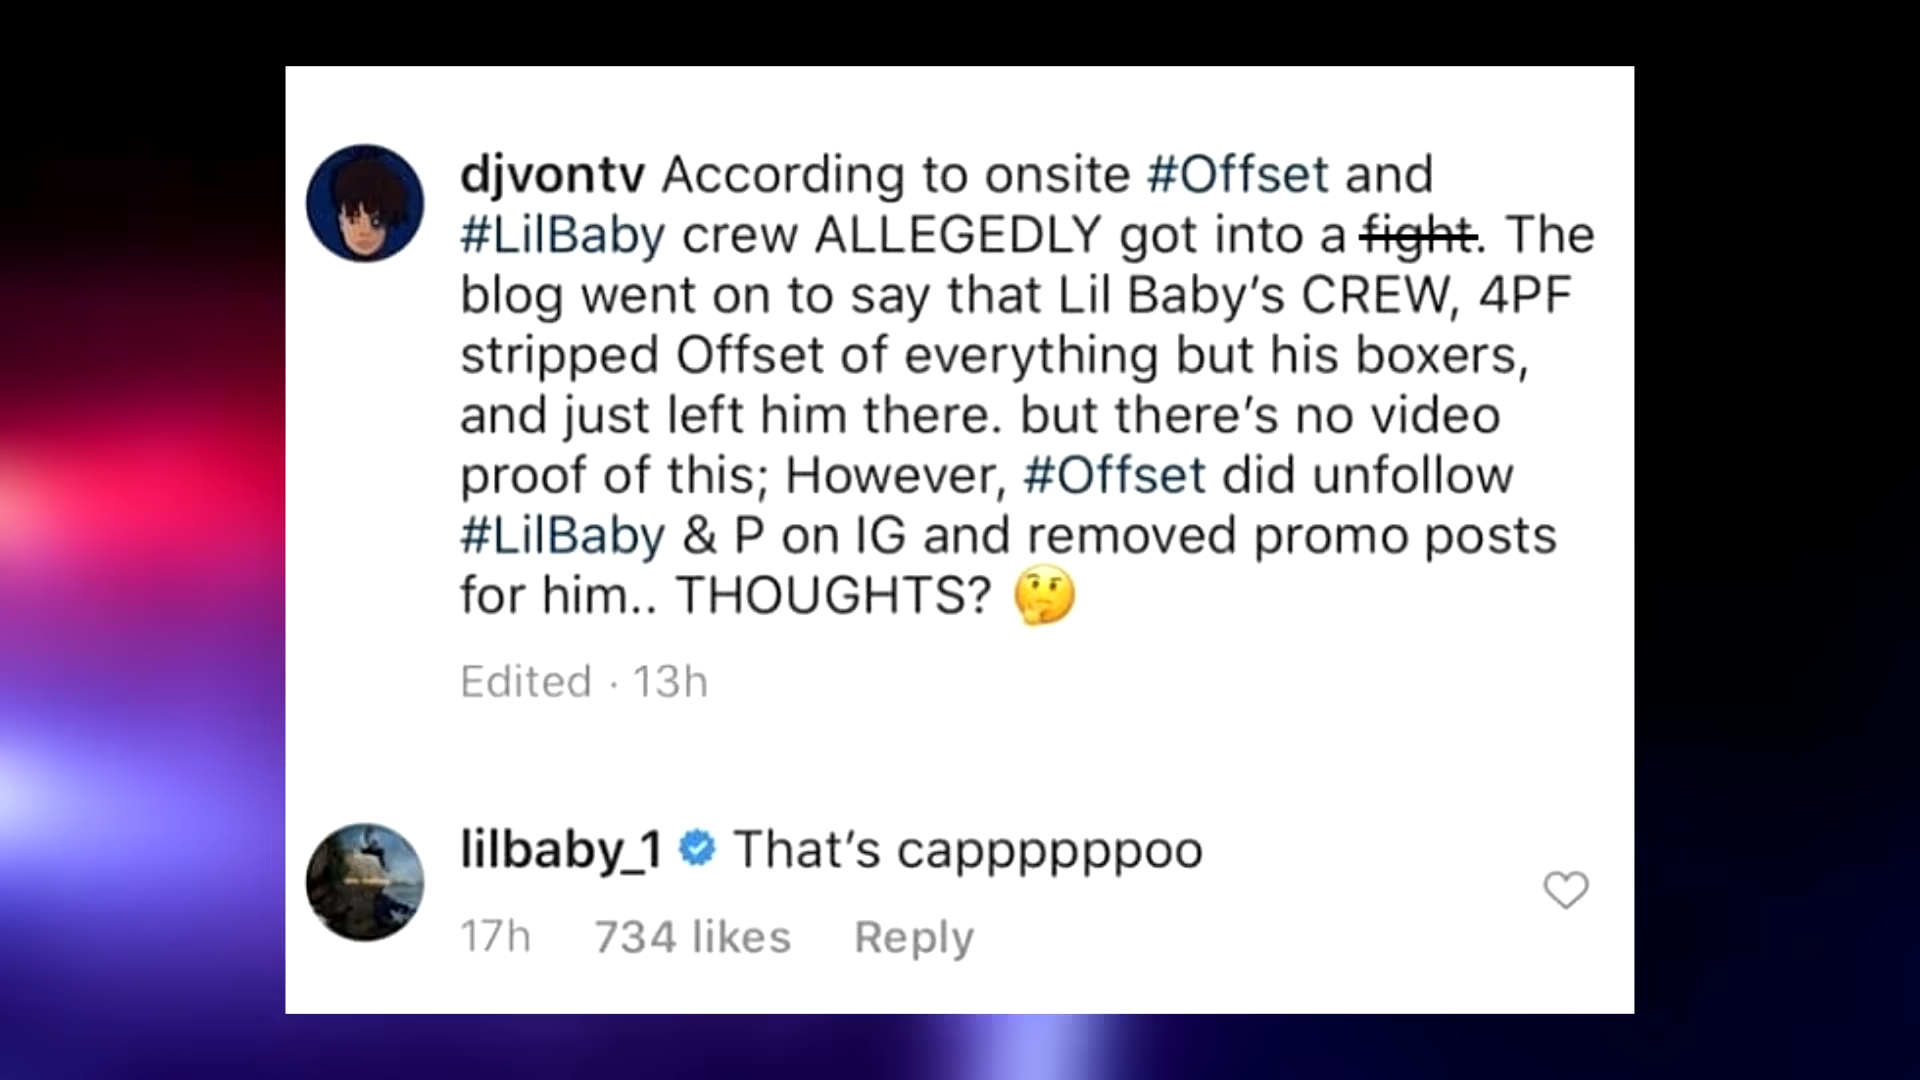 djvontv According to onsite #Offset and
#LilBaby crew ALLEGEDLY got into a fight. The
blog went on to say that Lil Baby’s CREW, 4PF
stripped Offset of everything but his boxers,
and just left him there. but there’s no video
proof of this; However, #Offset did unfollow
#LilBaby & P on IG and removed promo posts
for him.. THOUGHTS? 🤔
Edited · 13h
lilbaby_1 That’s cappppppoo
17h 734 likes Reply